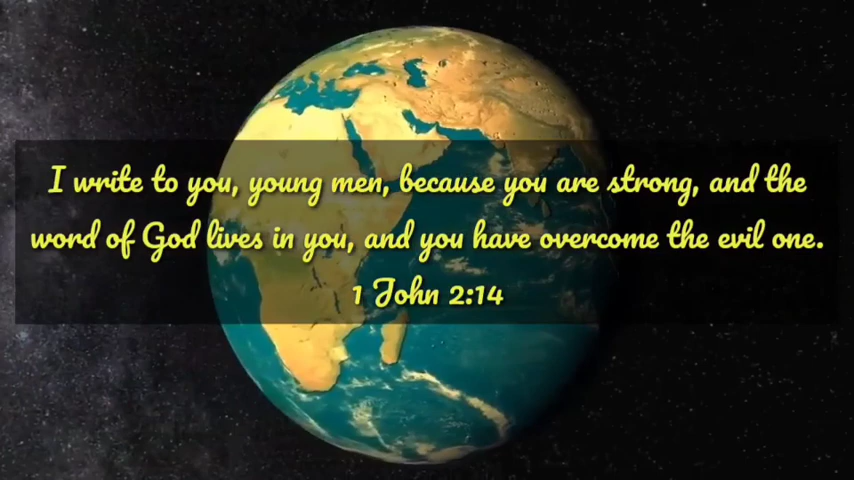 I write to you, young men, because you are strong, and the
word of God lives in you, and you have overcome the evil one.
1 John 2:14